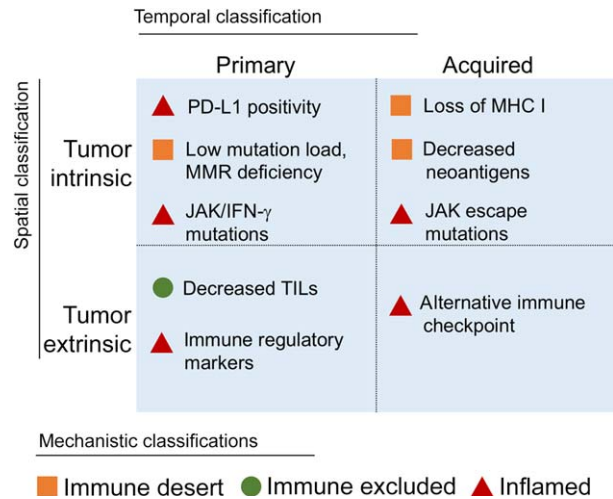 Temporal classification
Primary
Acquired
Spatial classification
Tumor
intrinsic
PD-L1 positivity
Low mutation load,
MMR deficiency
JAK/IFN-γ
mutations
Loss of MHC I
Decreased
neoantigens
JAK escape
mutations
Tumor
extrinsic
Decreased TILs
Immune regulatory
markers
Alternative immune
checkpoint
Mechanistic classifications
Immune desert
Immune excluded
Inflamed